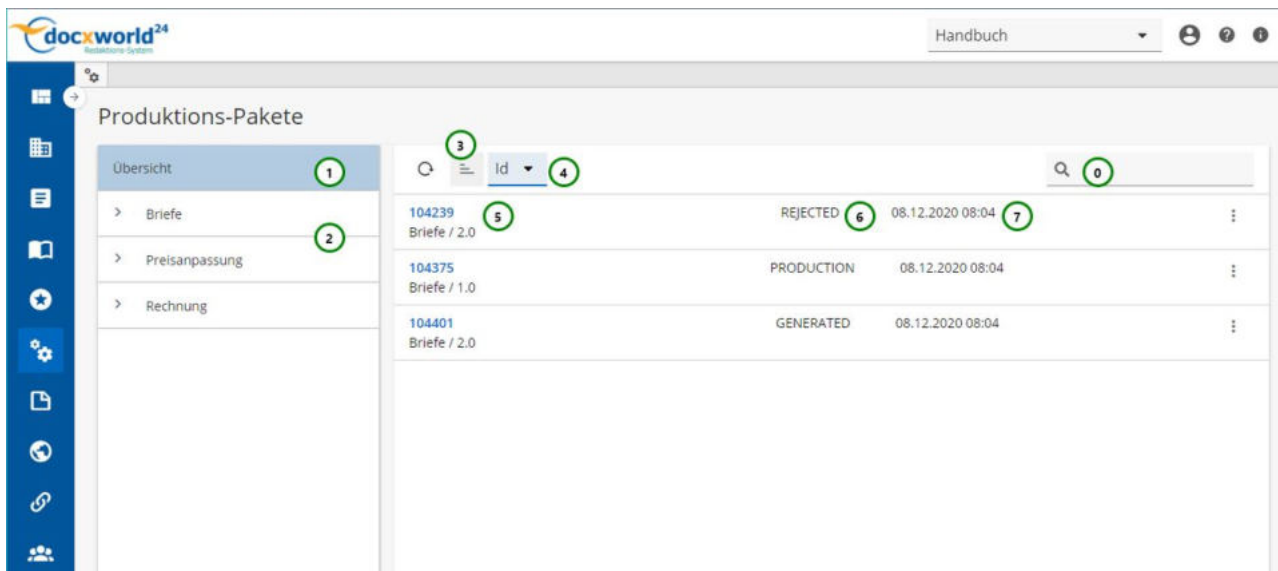 docxworld24
Redaktions-System
Handbuch
Produktions-Pakete
Übersicht
1
Briefe
2
Preisanpassung
Rechnung
3
Id
4
0
104239
5
REJECTED
6
08.12.2020 08:04
7
Briefe / 2.0
104375
PRODUCTION
08.12.2020 08:04
Briefe / 1.0
104401
GENERATED
08.12.2020 08:04
Briefe / 2.0